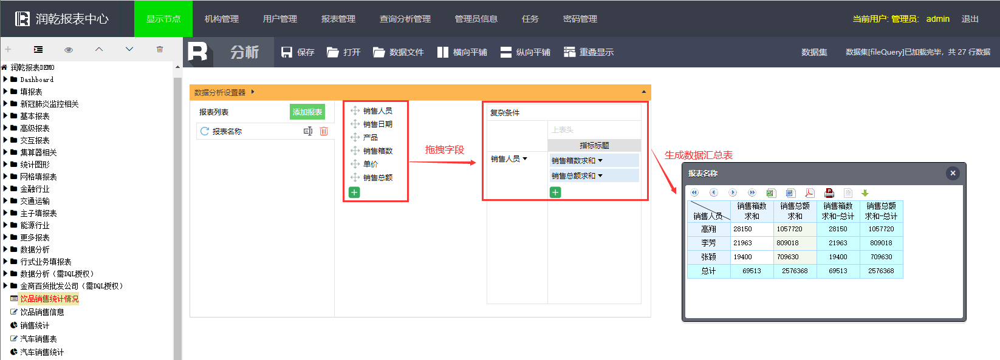 润乾报表中心
显示节点 机构管理 用户管理 报表管理 查询分析管理 管理员信息 任务 密码管理
当前用户: 管理员: admin 退出
分析 保存 打开 数据文件 横向平铺 纵向平铺 重叠显示
数据集 数据集[fileQuery]已加载完毕，共 27 行数据
润乾报表DEMO
Dashboard
填报表
新冠肺炎监控相关
基本报表
高级报表
交互报表
集算器相关
统计图形
网格填报表
金融行业
交通运输
主子填报表
能源行业
更多报表
数据分析
行式业务填报表
数据分析（需DQL授权）
金商百货批发公司（需DQL授权）
饮品销售统计情况
饮品销售信息
销售统计
汽车销售表
汽车销售统计
数据分析设置器
报表列表 添加报表
报表名称
销售人员
销售日期
产品
销售箱数
单价
销售总额
拖拽字段
复杂条件
上表头
指标标题
销售人员 销售箱数求和
销售总额求和
生成数据汇总表
报表名称
销售人员 销售箱数求和 销售总额求和 销售箱数求和-总计 销售总额求和-总计
高翔 28150 1057720 28150 1057720
李芳 21963 809018 21963 809018
张颖 19400 709630 19400 709630
总计 69513 2576368 69513 2576368